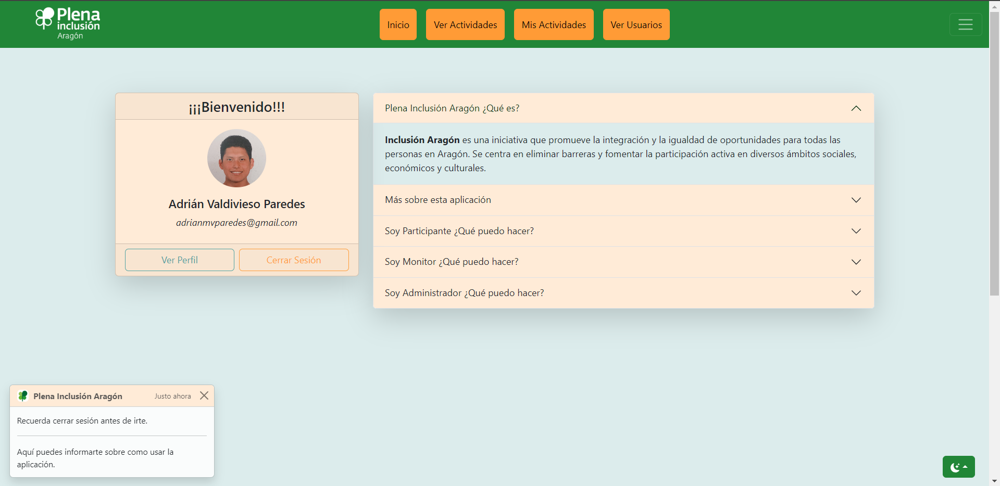 Plena
inclusión
Aragón
Inicio
Ver Actividades
Mis Actividades
Ver Usuarios
¡¡¡Bienvenido!!!
Adrián Valdivieso Paredes
adrianmvparedes@gmail.com
Ver Perfil
Cerrar Sesión
Plena Inclusión Aragón ¿Qué es?
Inclusión Aragón es una iniciativa que promueve la integración y la igualdad de oportunidades para todas las
personas en Aragón. Se centra en eliminar barreras y fomentar la participación activa en diversos ámbitos sociales,
económicos y culturales.
Más sobre esta aplicación
Soy Participante ¿Qué puedo hacer?
Soy Monitor ¿Qué puedo hacer?
Soy Administrador ¿Qué puedo hacer?
Plena Inclusión Aragón
Justo ahora
Recuerda cerrar sesión antes de irte.
Aquí puedes informarte sobre como usar la
aplicación.